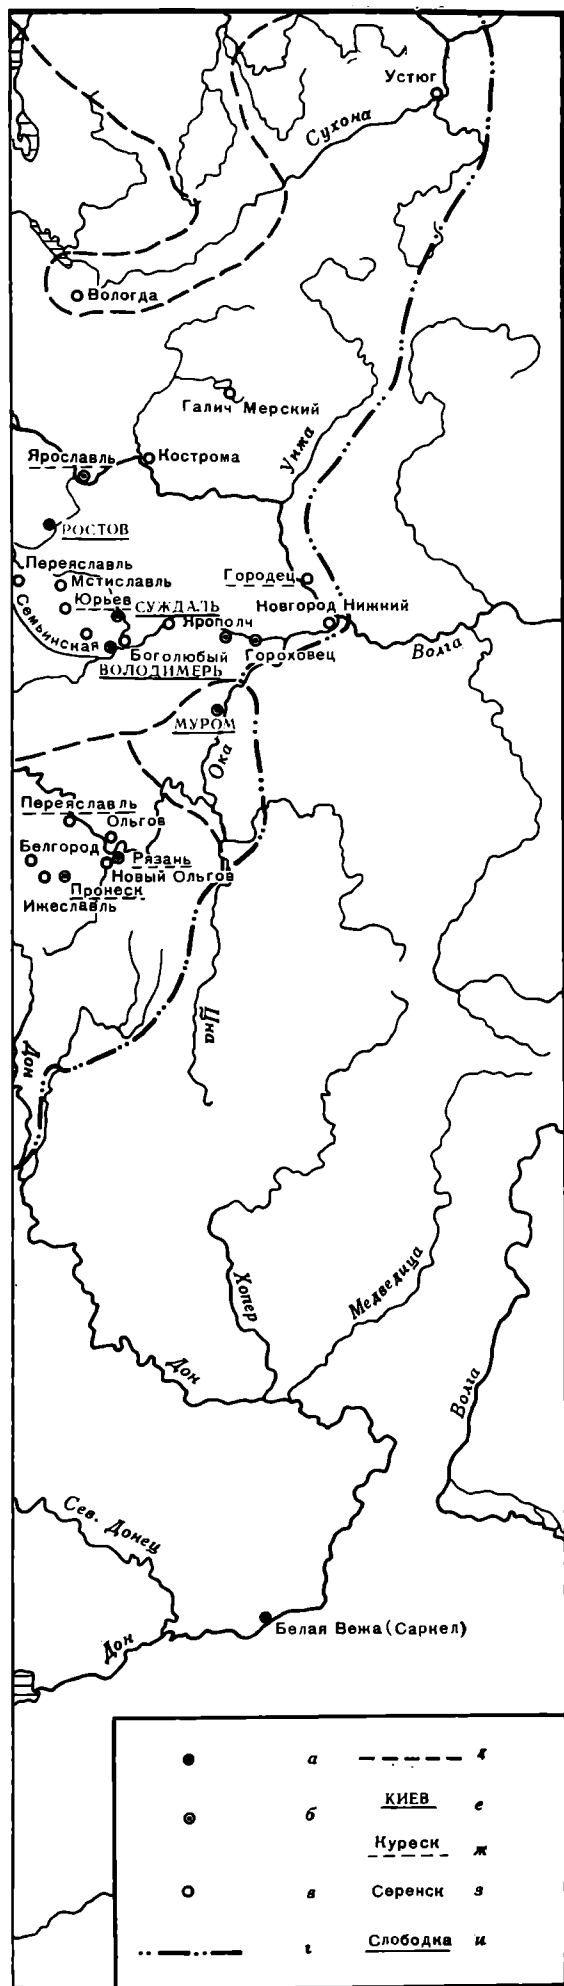 Устюг
Сухона
Вологда
Галич Мерский
Унжа
Ярославль
Кострома
РОСТОВ
Переяславль
Мстиславль
Городец
Юрьев
СУЖДАЛЬ
Новгород Нижний
Ярополч
Семьинская
Боголюбый
Гороховец
Волга
ВОЛОДИМЕРЬ
МУРОМ
Ока
Переяславль
Ольгов
Белгород
Рязань
Новый Ольгов
Пронеск
Ижеславль
Цна
Дон
Хопер
Медведица
Дон
Волга
Сев. Донец
Белая Вежа (Саркел)
Дон
а
д
б
КИЕВ е
Куреск ж
в
Серенск з
г
Слободка и